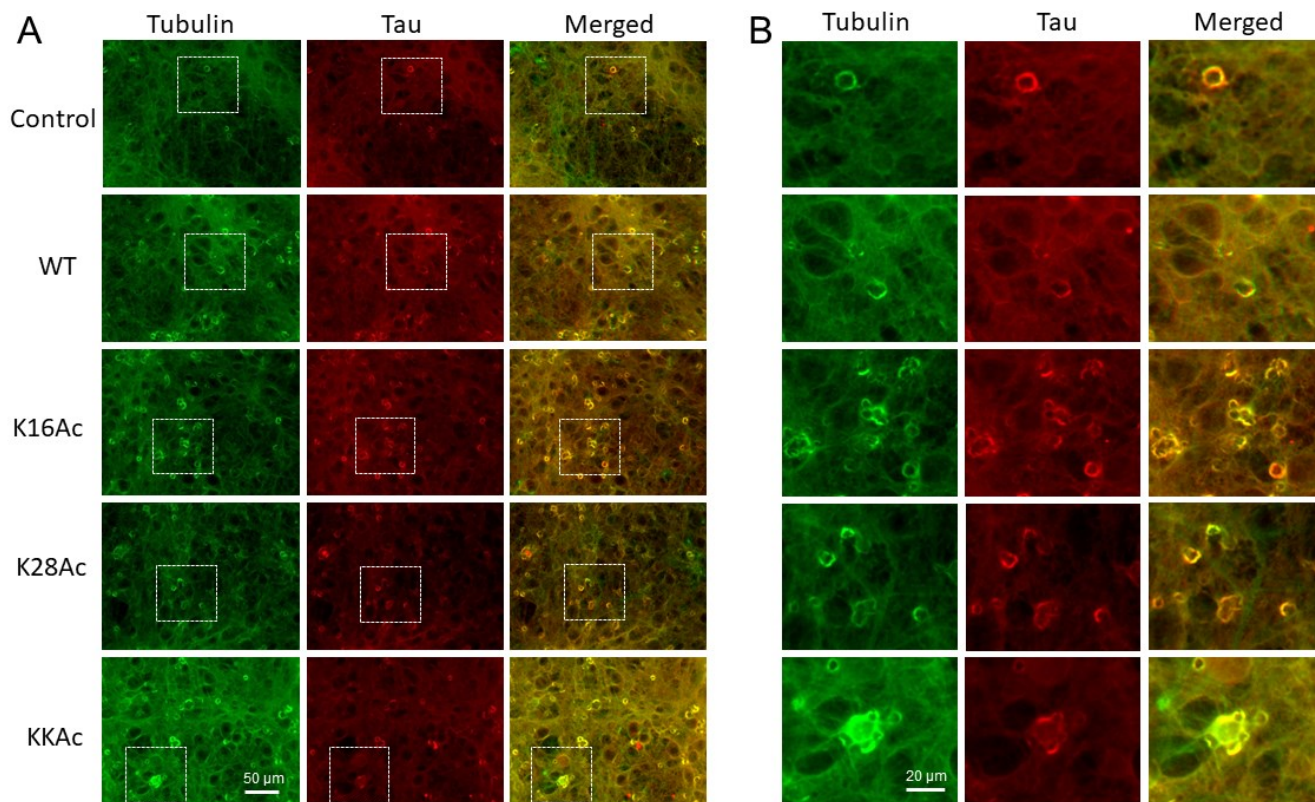 A Tubulin Tau Merged B Tubulin Tau Merged
Control
WT
K16Ac
K28Ac
KKAc
50 µm 20 µm